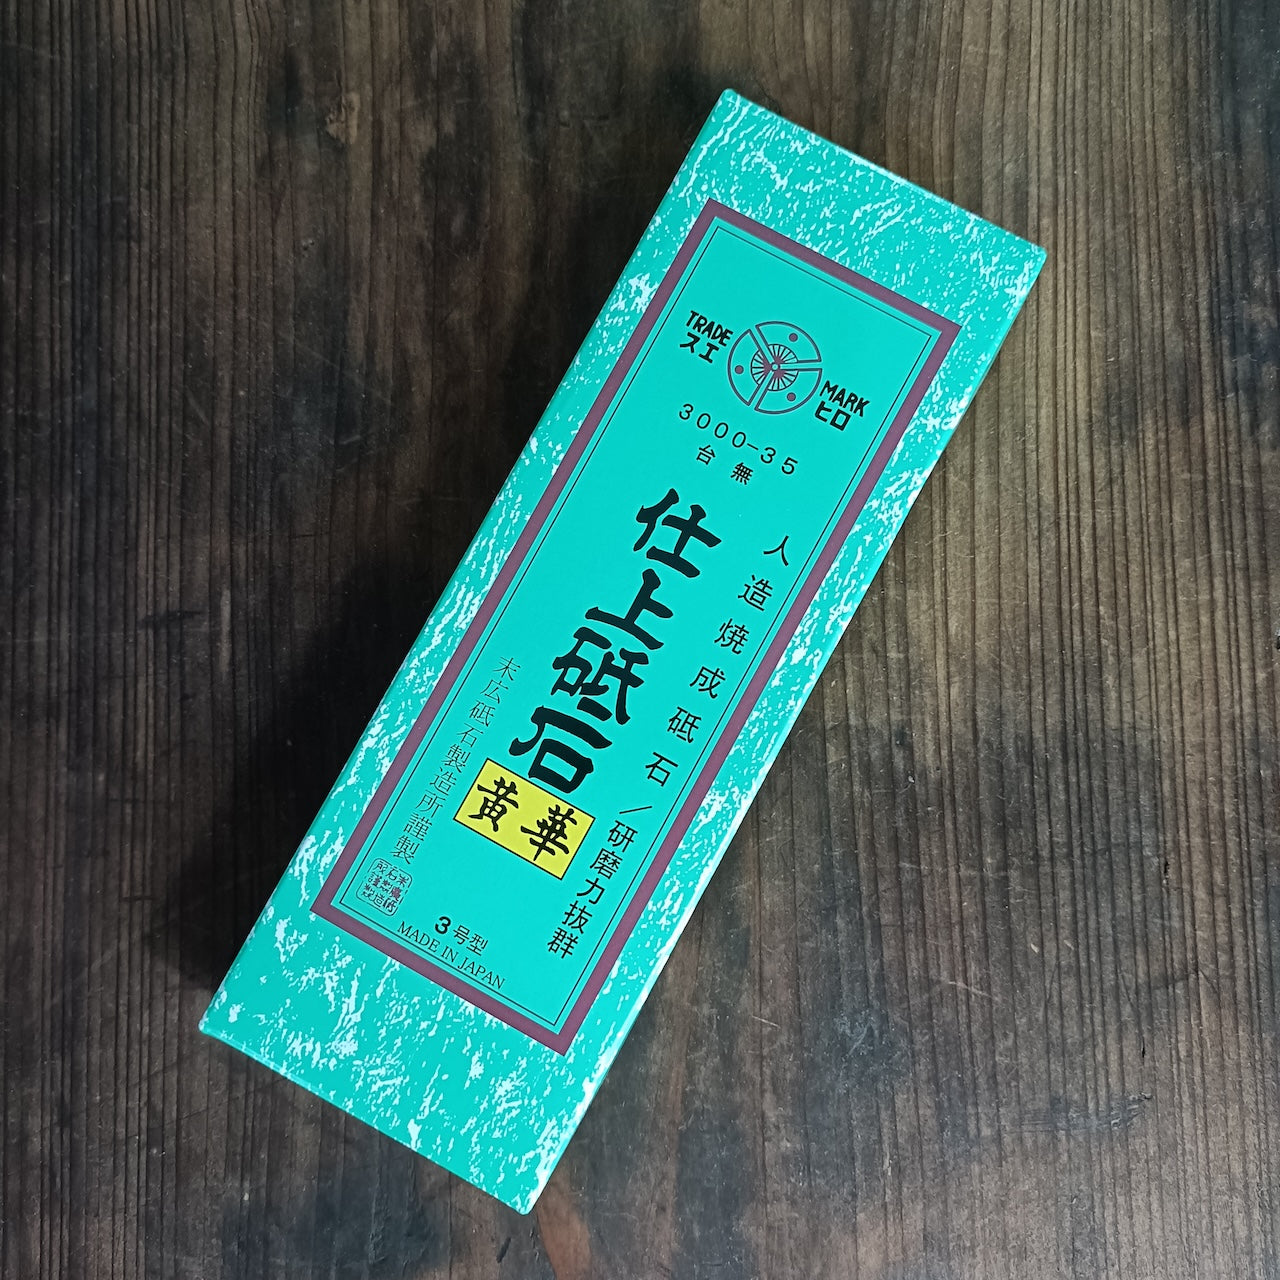 TRADE MARK
スエ ヒロ
3000-35
台無
人造焼成砥石/研磨力抜群
仕上砥石
黄華
末広砥石製造所謹製
3号型
MADE IN JAPAN